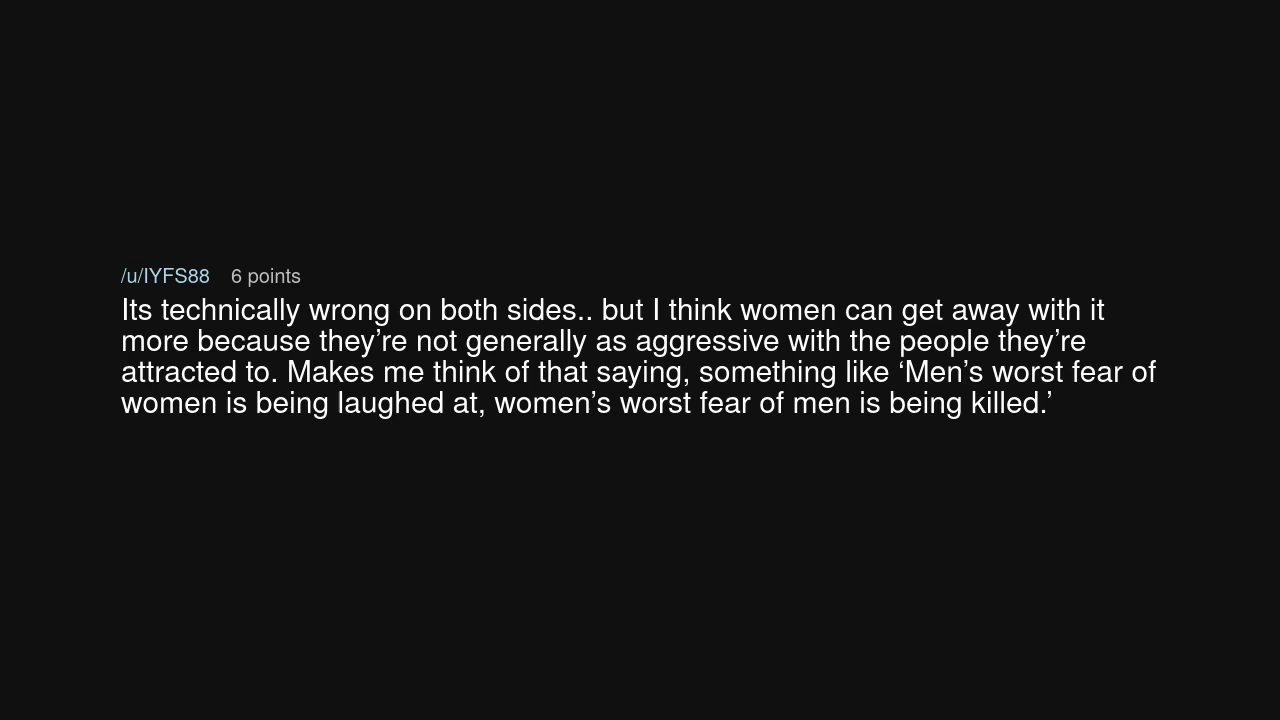 /u/IYFS88 6 points
Its technically wrong on both sides.. but I think women can get away with it
more because they’re not generally as aggressive with the people they’re
attracted to. Makes me think of that saying, something like ‘Men’s worst fear of
women is being laughed at, women’s worst fear of men is being killed.’